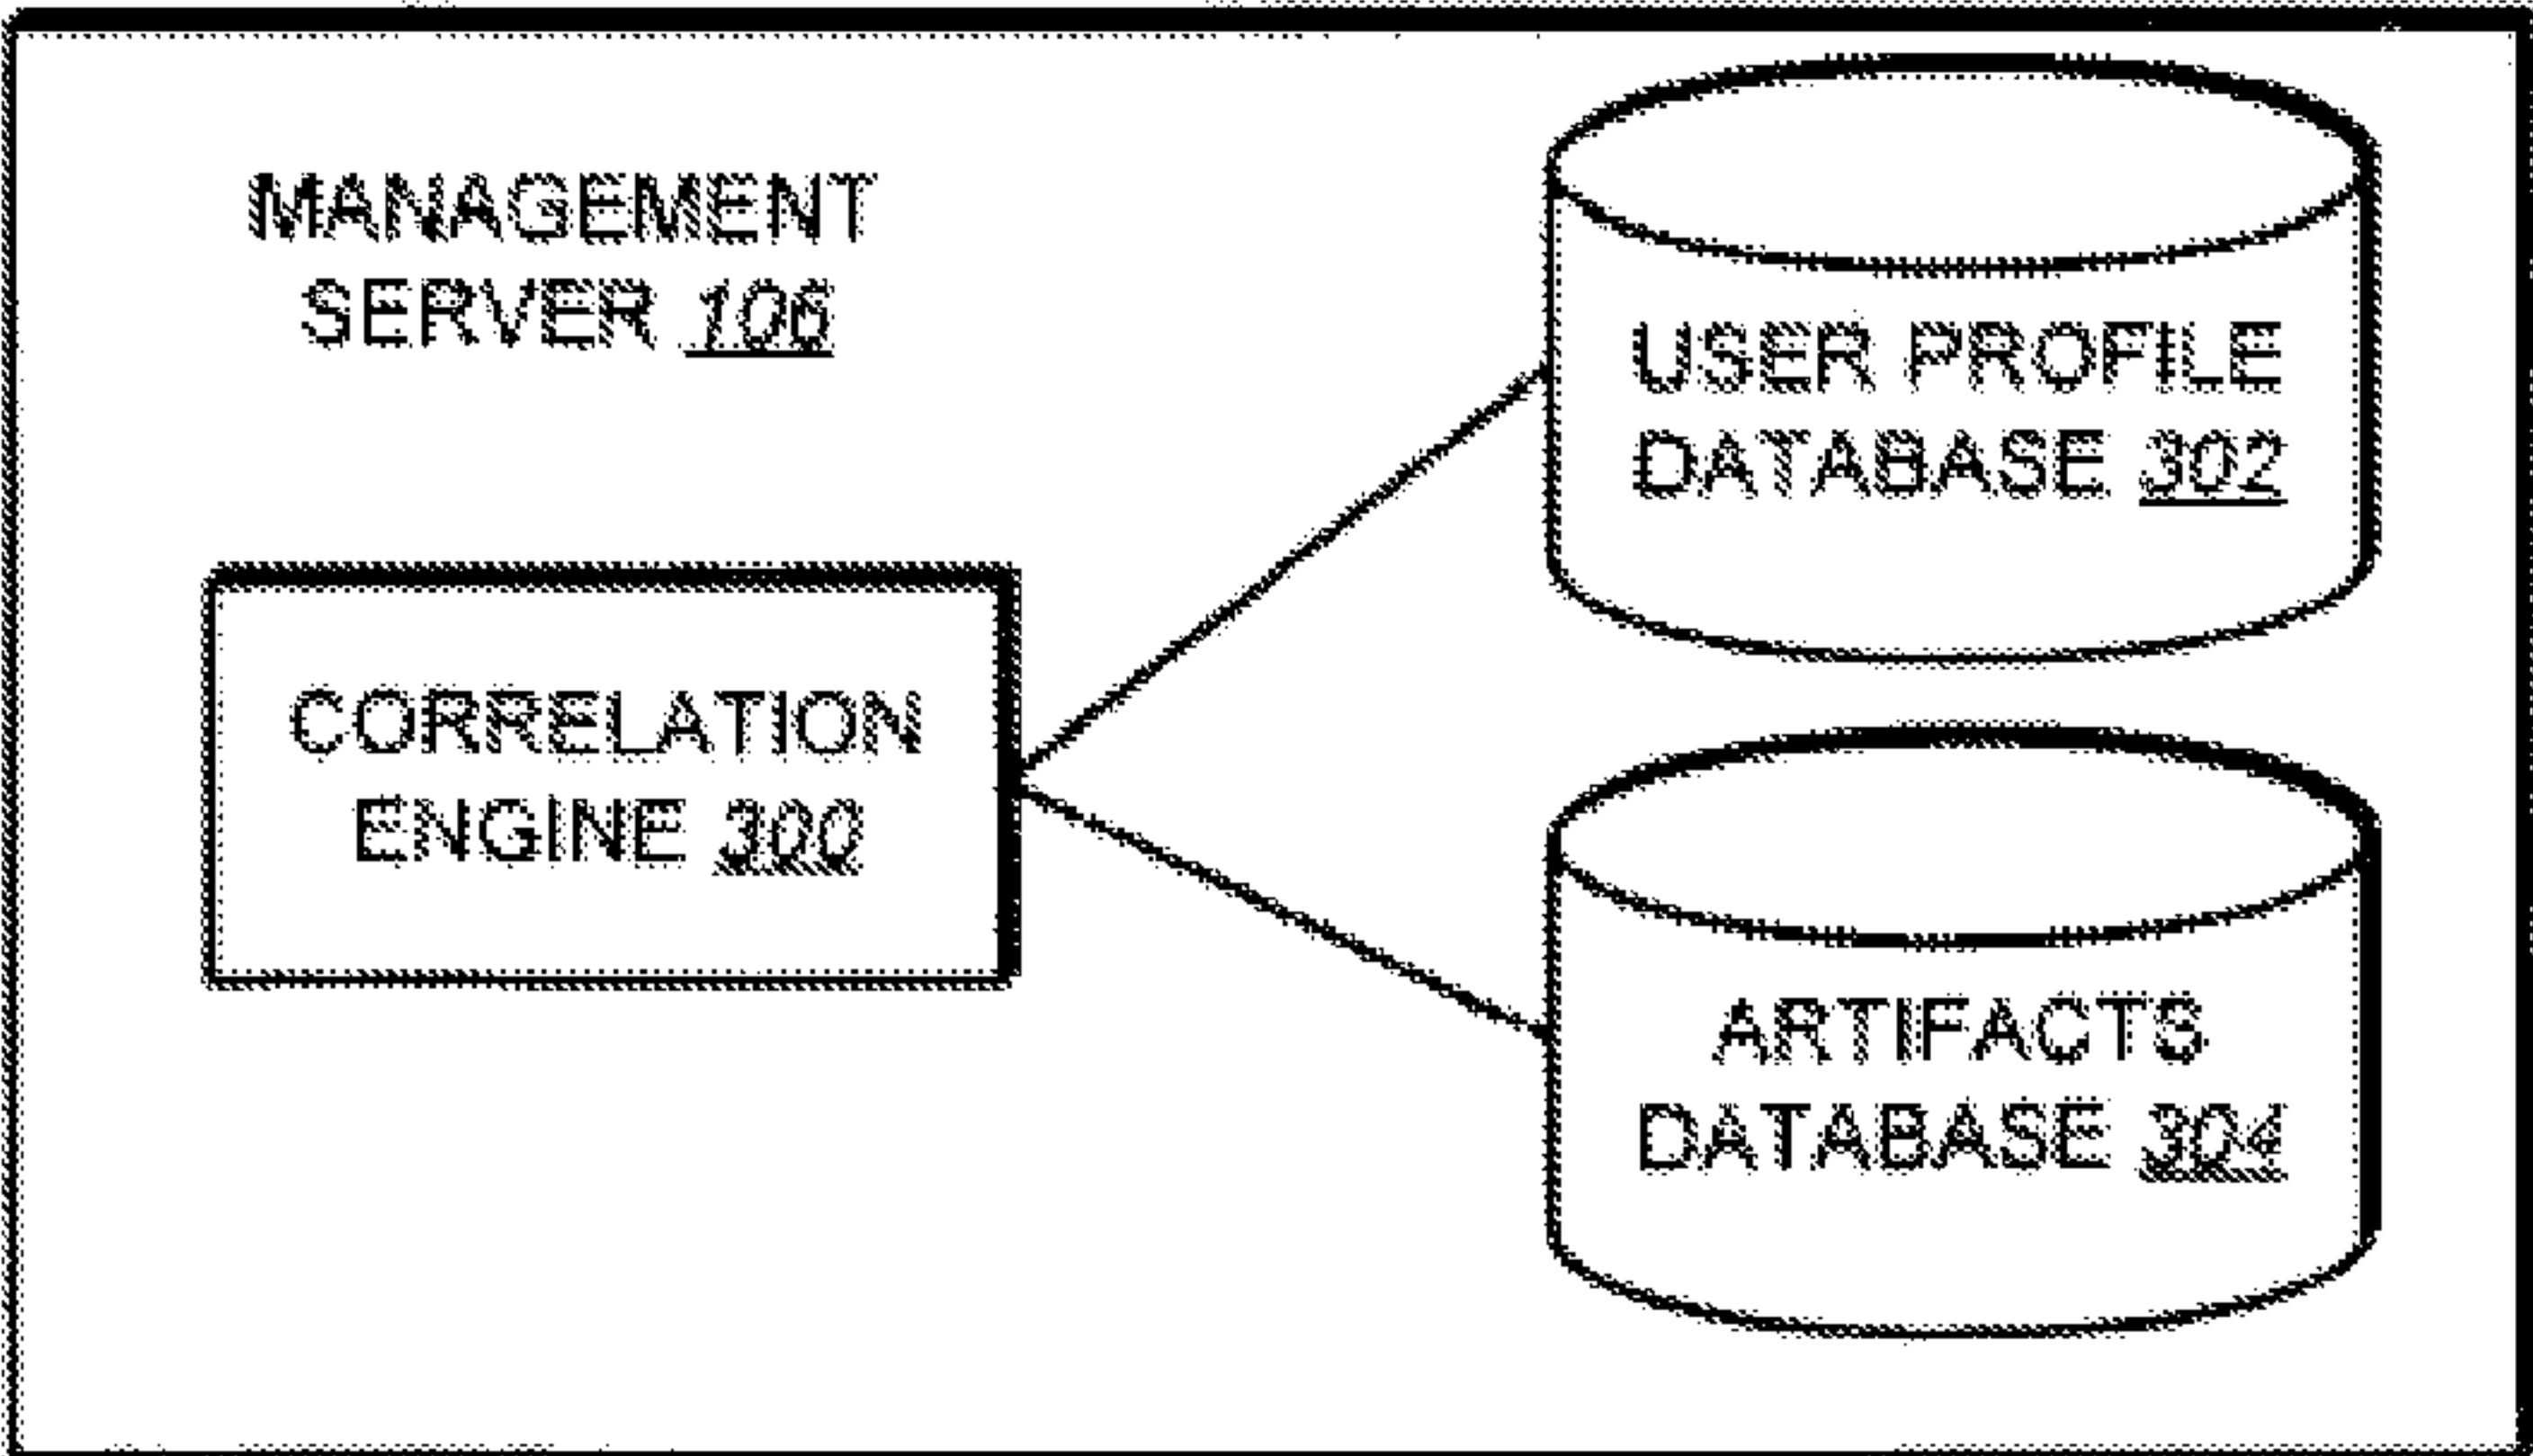 MANAGEMENT
SERVER 106
USER PROFILE
DATABASE 302
CORRELATION
ENGINE 300
ARTIFACTS
DATABASE 304